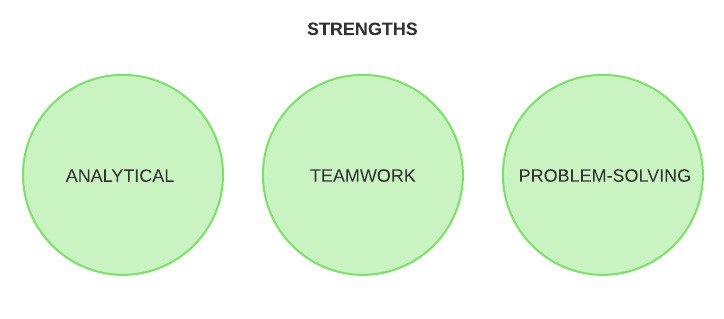 STRENGTHS
ANALYTICAL
TEAMWORK
PROBLEM-SOLVING